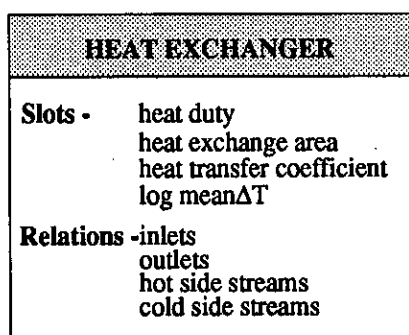 HEAT EXCHANGER
Slots - heat duty
heat exchange area
heat transfer coefficient
log mean∆T
Relations -inlets
outlets
hot side streams
cold side streams